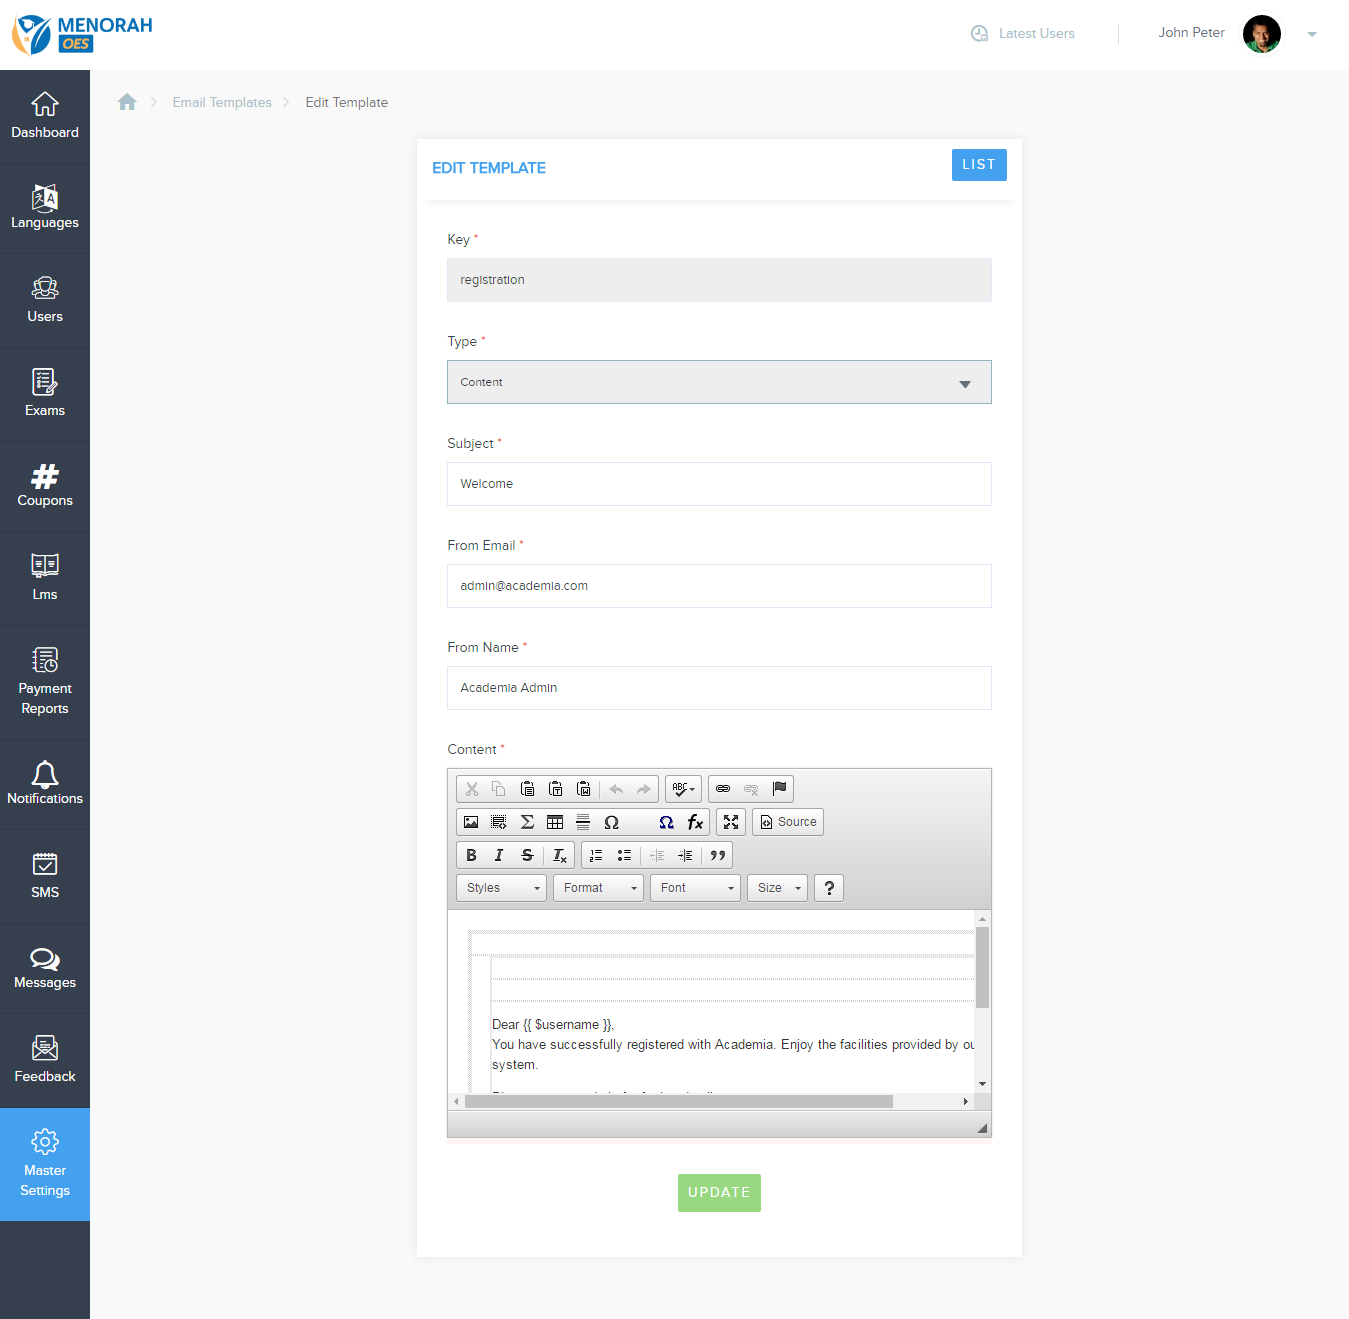 MENORAH
OES
Latest Users
John Peter
Dashboard
Languages
Users
Exams
Coupons
Lms
Payment
Reports
Notifications
SMS
Messages
Feedback
Master
Settings
Email Templates
Edit Template
EDIT TEMPLATE
LIST
Key *
registration
Type *
Content
Subject *
Welcome
From Email *
admin@academia.com
From Name *
Academia Admin
Content *
ABC
Source
Styles
Format
Font
Size
?
Dear {{ $username }},
You have successfully registered with Academia. Enjoy the facilities provided by
system.
UPDATE